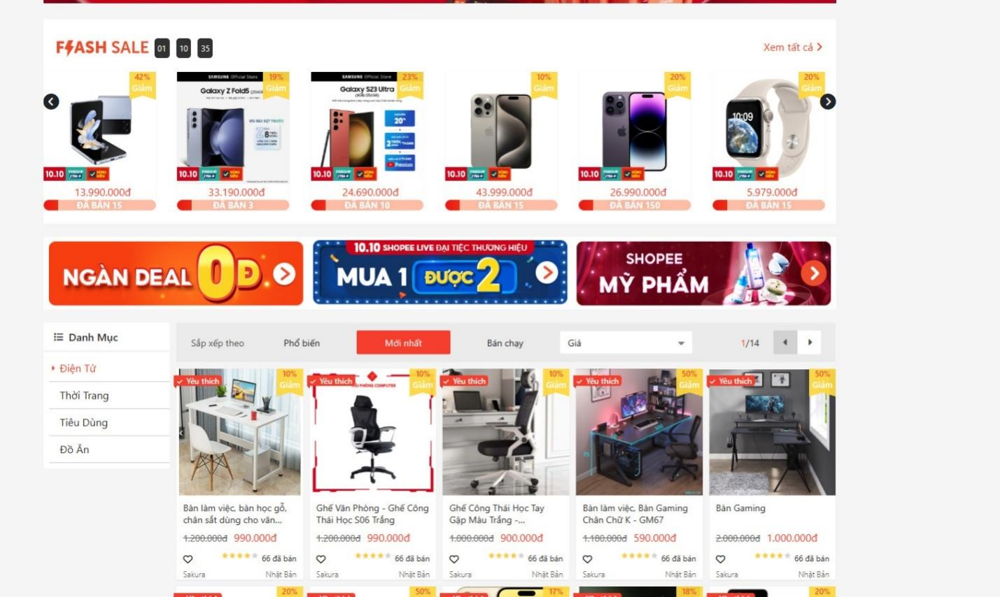 FLASH SALE 01 10 35
Xem tất cả
42% Giảm
10.10
13.990.000đ
ĐÃ BÁN 15
SAMSUNG Official Store
19% Giảm
Galaxy Z Fold5
10.10
33.190.000đ
ĐÃ BÁN 3
SAMSUNG Official Store
23% Giảm
Galaxy S23 Ultra
(8GB/256GB)
20%
Premium
10.10
24.690.000đ
ĐÃ BÁN 10
10% Giảm
10.10
43.999.000đ
ĐÃ BÁN 15
20% Giảm
10.10
26.990.000đ
ĐÃ BÁN 150
20% Giảm
10:09
10.10
5.979.000đ
ĐÃ BÁN 15
NGÀN DEAL 0Đ
10.10 SHOPEE LIVE ĐẠI TIỆC THƯƠNG HIỆU
MUA 1 ĐƯỢC 2
SHOPEE
MỸ PHẨM
Danh Mục
Điện Tử
Thời Trang
Tiêu Dùng
Đồ Ăn
Sắp xếp theo
Phổ biến
Mới nhất
Bán chạy
Giá
1/14
Yêu thích
10% Giảm
Bàn làm việc, bàn học gỗ,
chân sắt dùng cho văn...
1.200.000đ 990.000đ
66 đã bán
Sakura Nhật Bản
Yêu thích
10% Giảm
PHÒNG COMPUTER
Ghế Văn Phòng - Ghế Công
Thái Học S06 Trắng
1.200.000đ 990.000đ
66 đã bán
Sakura Nhật Bản
Yêu thích
10% Giảm
Ghế Công Thái Học Tay
Gập Màu Trắng -...
1.000.000đ 900.000đ
66 đã bán
Sakura Nhật Bản
Yêu thích
50% Giảm
100
75
Bàn làm việc, Bàn Gaming
Chân Chữ K - GM67
1.180.000đ 590.000đ
66 đã bán
Sakura Nhật Bản
Yêu thích
50% Giảm
Bàn Gaming
2.000.000đ 1.000.000đ
66 đã bán
Sakura Nhật Bản
20%
50%
17%
18%
20%